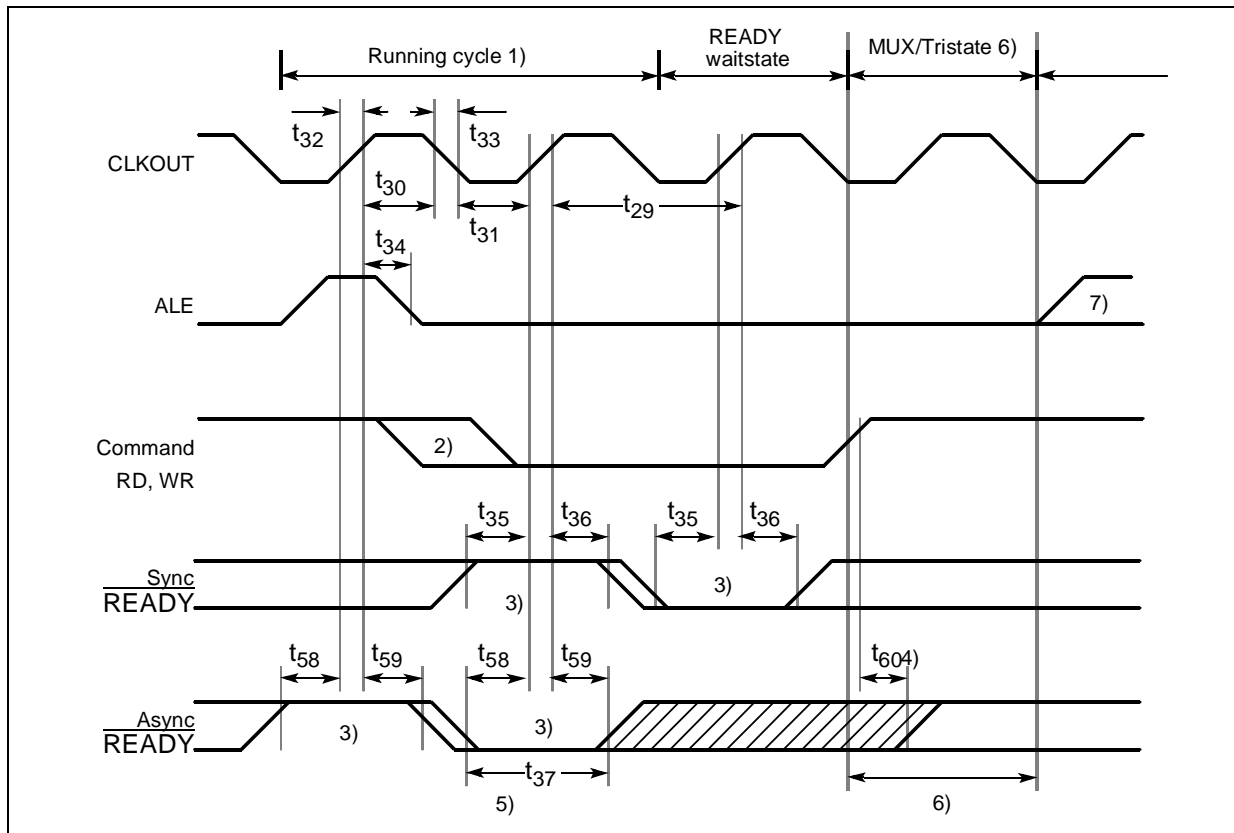 Running cycle 1)
READY
waitstate
MUX/Tristate 6)
t32
t33
CLKOUT
t30
t31
t29
t34
ALE
7)
Command
RD, WR
2)
t35
t36
t35
t36
Sync
READY
3)
3)
t58
t59
t58
t59
t604)
Async
READY
3)
3)
t37
5)
6)